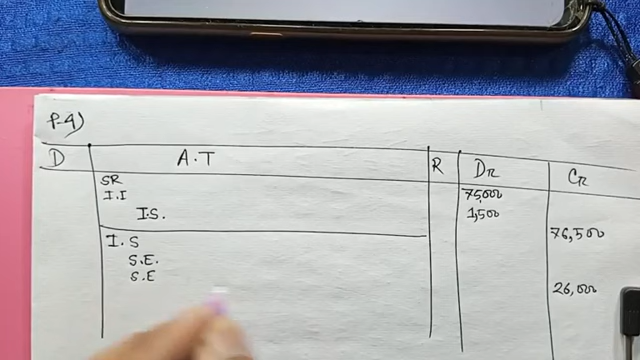 P-4)
D A.T R Dr Cr
SR 75,000
I.I 1,500
I.S. 76,500
I.S
S.E.
S.E 26,000